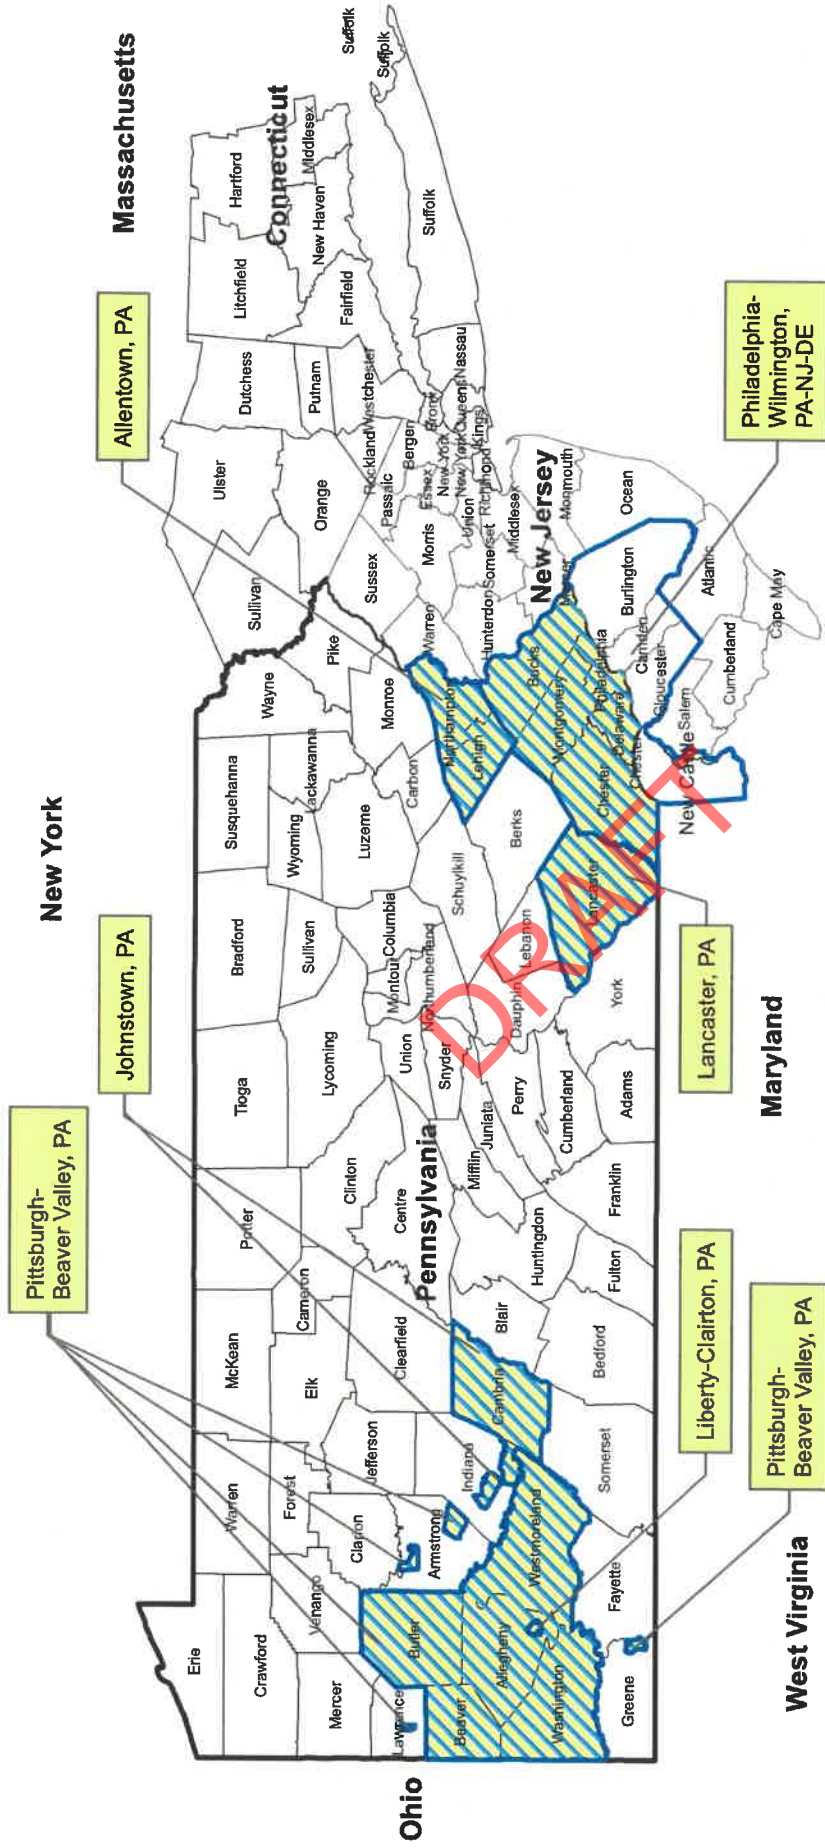 Massachusetts
Connecticut
New York
Pennsylvania
New Jersey
Ohio
West Virginia
Maryland
Pittsburgh-
Beaver Valley, PA
Johnstown, PA
Allentown, PA
Philadelphia-
Wilmington,
PA-NJ-DE
Lancaster, PA
Liberty-Clairton, PA
Pittsburgh-
Beaver Valley, PA
DRAFT
Erie
Crawford
Mercer
Lawrence
Beaver
Washington
Greene
Warren
Forest
Venango
Clarion
Butler
Armstrong
Allegheny
Westmoreland
Fayette
McKean
Elk
Cameron
Jefferson
Clearfield
Indiana
Cambria
Somerset
Potter
Clinton
Centre
Blair
Bedford
Huntingdon
Fulton
Franklin
Mifflin
Juniata
Tioga
Lycoming
Union
Snyder
Perry
Cumberland
Adams
Bradford
Sullivan
Columbia
Montour
Northumberland
Dauphin
Lebanon
York
Susquehanna
Wyoming
Lackawanna
Luzerne
Schuylkill
Carbon
Berks
Lancaster
Wayne
Pike
Monroe
Northampton
Lehigh
Bucks
Montgomery
Philadelphia
Delaware
Chester
Chester
New Castle
Sullivan
Ulster
Orange
Dutchess
Putnam
Westchester
Rockland
Bronx
New York
New York
Queens
Kings
Richmond
Nassau
Suffolk
Suffolk
Suffolk
Litchfield
Hartford
Middlesex
New Haven
Fairfield
Sussex
Passaic
Bergen
Essex
Morris
Union
Warren
Hunterdon
Somerset
Middlesex
Monmouth
Mercer
Ocean
Burlington
Camden
Gloucester
Salem
Atlantic
Cumberland
Cape May